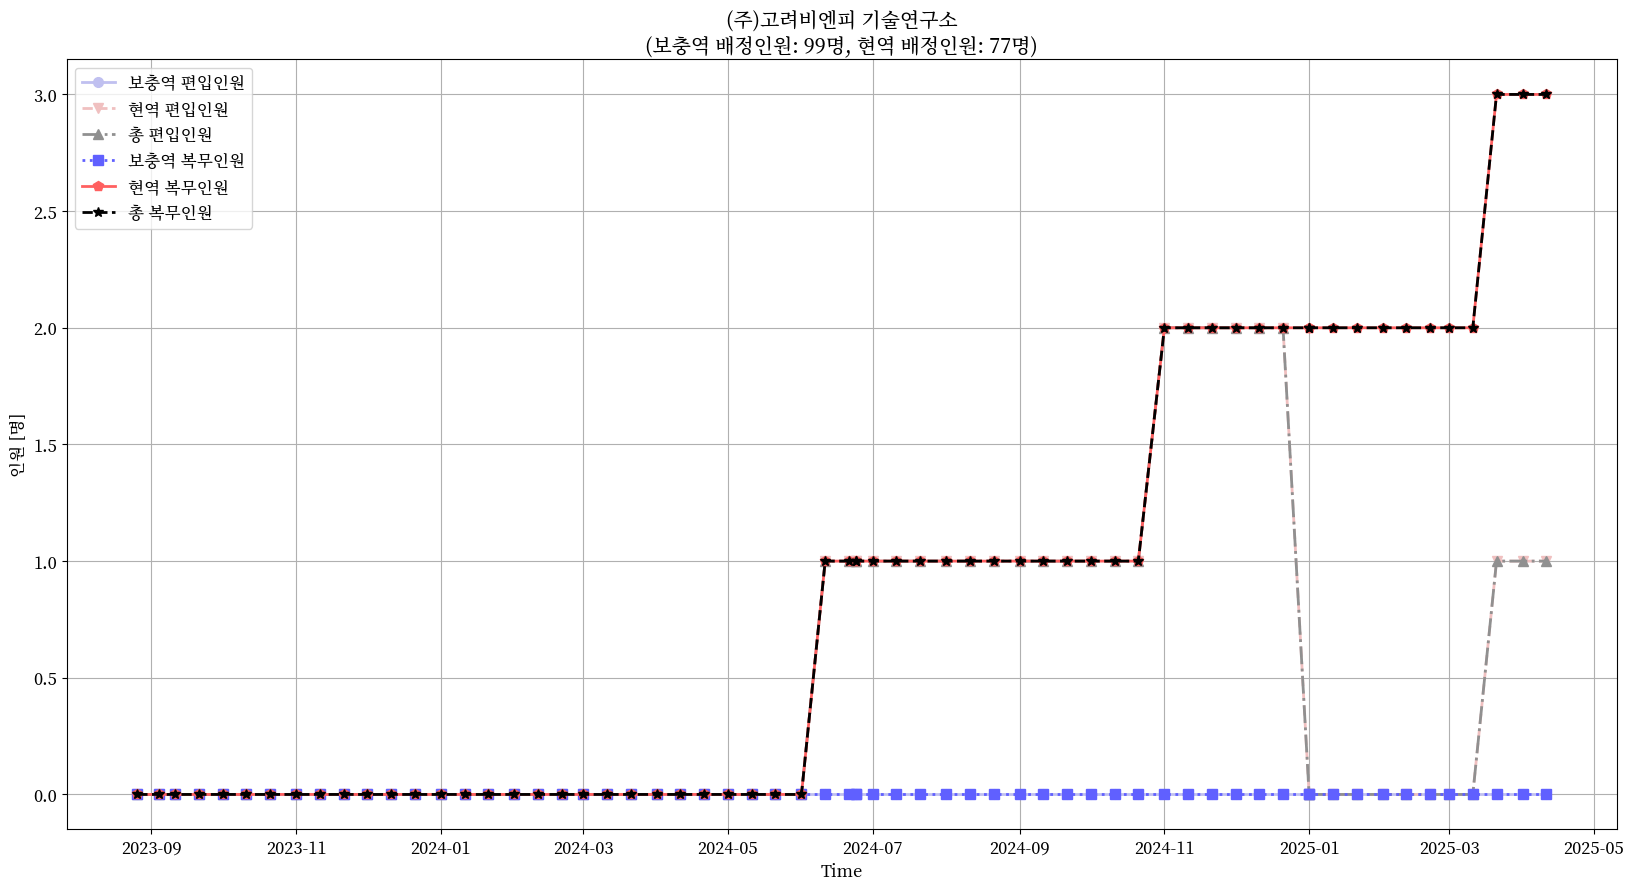 (주)고려비엔피 기술연구소
(보충역 배정인원: 99명, 현역 배정인원: 77명)
보충역 편입인원
현역 편입인원
총 편입인원
보충역 복무인원
현역 복무인원
총 복무인원
인원 [명]
3.0
2.5
2.0
1.5
1.0
0.5
0.0
2023-09
2023-11
2024-01
2024-03
2024-05
2024-07
2024-09
2024-11
2025-01
2025-03
2025-05
Time